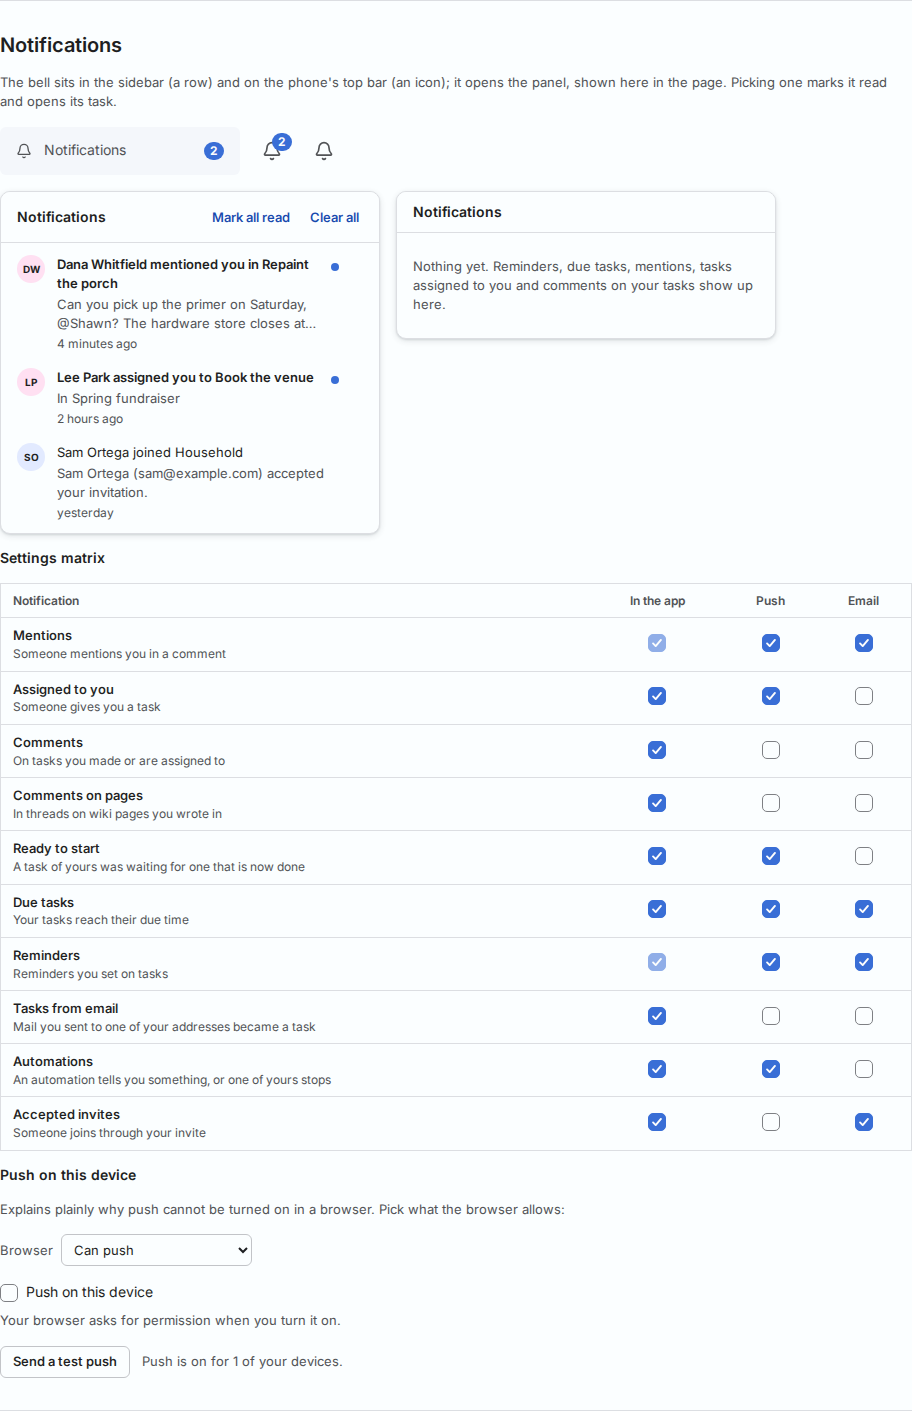 Notifications
The bell sits in the sidebar (a row) and on the phone's top bar (an icon); it opens the panel, shown here in the page. Picking one marks it read
and opens its task.
Notifications 2
2
Notifications Mark all read Clear all
DW
Dana Whitfield mentioned you in Repaint
the porch
Can you pick up the primer on Saturday,
@Shawn? The hardware store closes at...
4 minutes ago
LP
Lee Park assigned you to Book the venue
In Spring fundraiser
2 hours ago
SO
Sam Ortega joined Household
Sam Ortega (sam@example.com) accepted
your invitation.
yesterday
Notifications
Nothing yet. Reminders, due tasks, mentions, tasks
assigned to you and comments on your tasks show up
here.
Settings matrix
Notification In the app Push Email
Mentions
Someone mentions you in a comment
Assigned to you
Someone gives you a task
Comments
On tasks you made or are assigned to
Comments on pages
In threads on wiki pages you wrote in
Ready to start
A task of yours was waiting for one that is now done
Due tasks
Your tasks reach their due time
Reminders
Reminders you set on tasks
Tasks from email
Mail you sent to one of your addresses became a task
Automations
An automation tells you something, or one of yours stops
Accepted invites
Someone joins through your invite
Push on this device
Explains plainly why push cannot be turned on in a browser. Pick what the browser allows:
Browser Can push
Push on this device
Your browser asks for permission when you turn it on.
Send a test push Push is on for 1 of your devices.